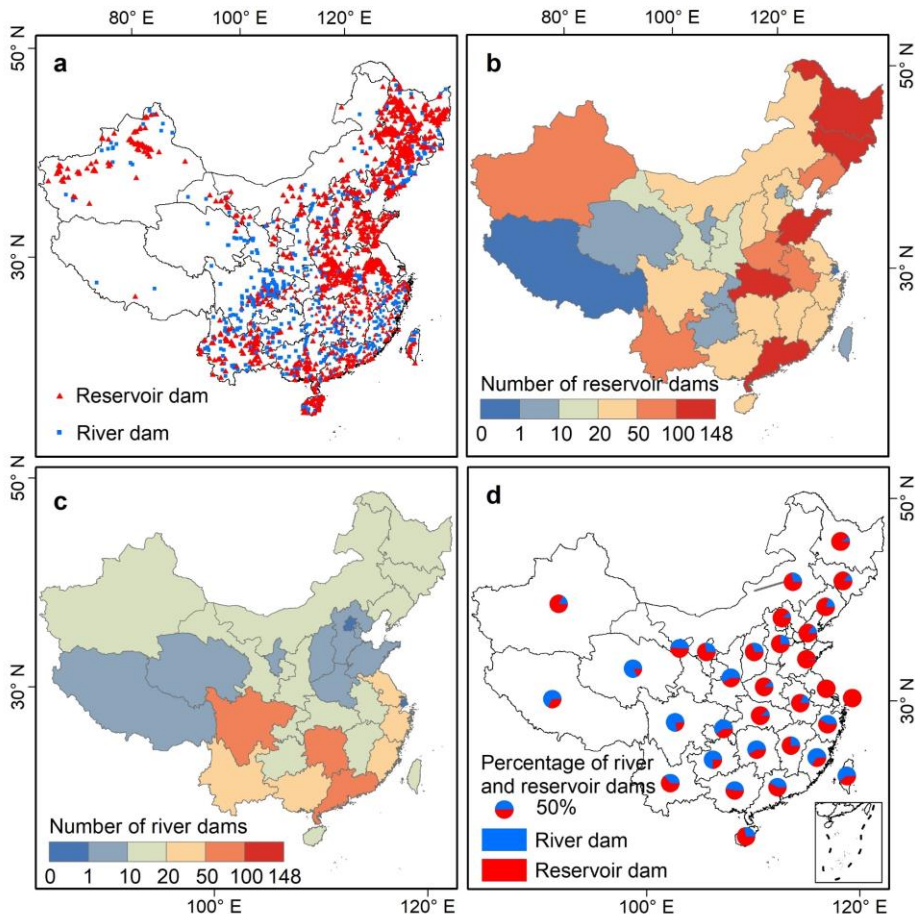 80° E 100° E 120° E
100° E 120° E
50° N
30° N
a
Reservoir dam
River dam
b
50° N
30° N
Number of reservoir dams
0 1 10 20 50 100 148
50° N
30° N
c
Number of river dams
0 1 10 20 50 100 148
100° E 120° E
d
50° N
30° N
Percentage of river
and reservoir dams
50%
River dam
Reservoir dam
100° E 120° E